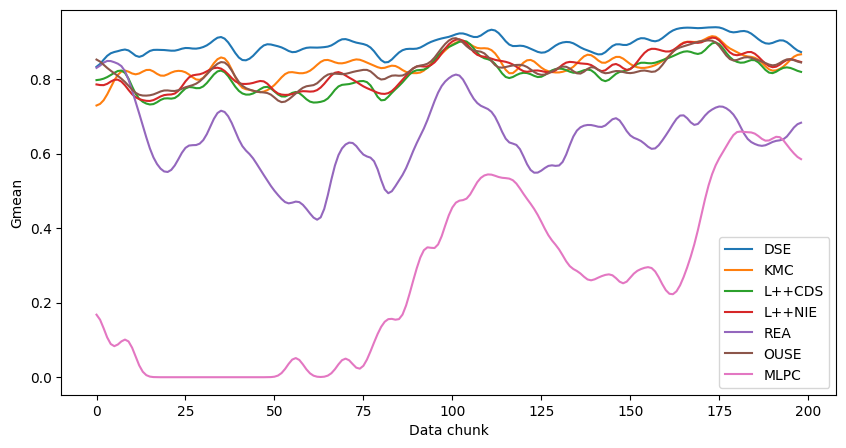 Gmean
0.8
0.6
0.4
0.2
0.0
0
25
50
75
100
125
150
175
200
Data chunk
DSE
KMC
L++CDS
L++NIE
REA
OUSE
MLPC